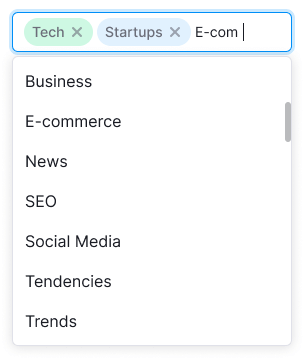 Tech Startups E-com
Business
E-commerce
News
SEO
Social Media
Tendencies
Trends